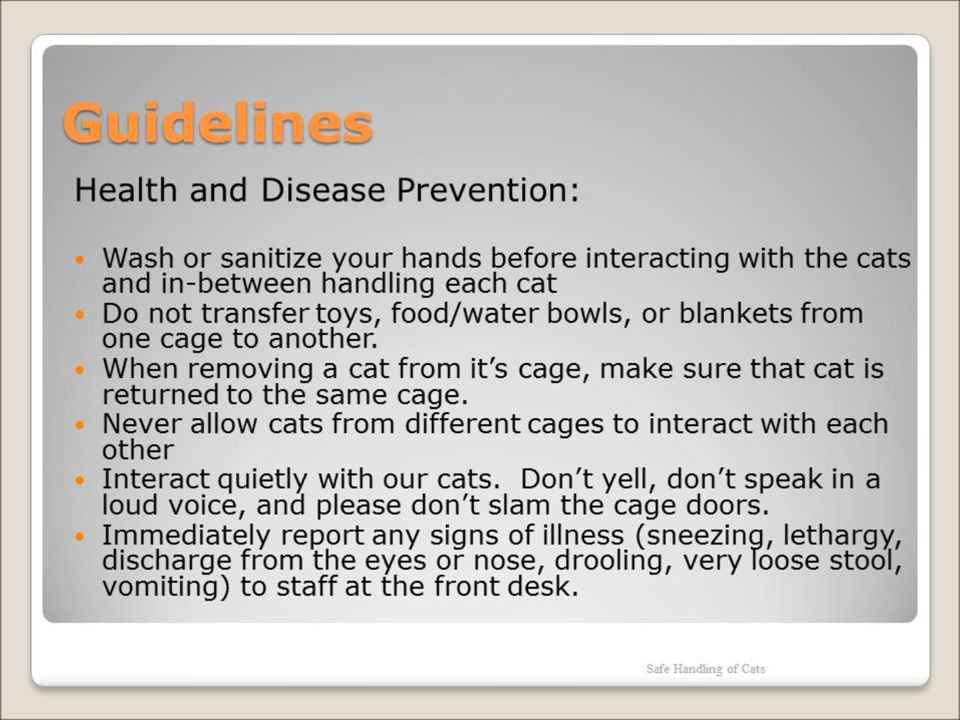 Guidelines
Health and Disease Prevention:
• Wash or sanitize your hands before interacting with the cats
and in-between handling each cat
• Do not transfer toys, food/water bowls, or blankets from
one cage to another.
• When removing a cat from it’s cage, make sure that cat is
returned to the same cage.
• Never allow cats from different cages to interact with each
other
• Interact quietly with our cats.  Don’t yell, don’t speak in a
loud voice, and please don’t slam the cage doors.
• Immediately report any signs of illness (sneezing, lethargy,
discharge from the eyes or nose, drooling, very loose stool,
vomiting) to staff at the front desk.
Safe Handling of Cats